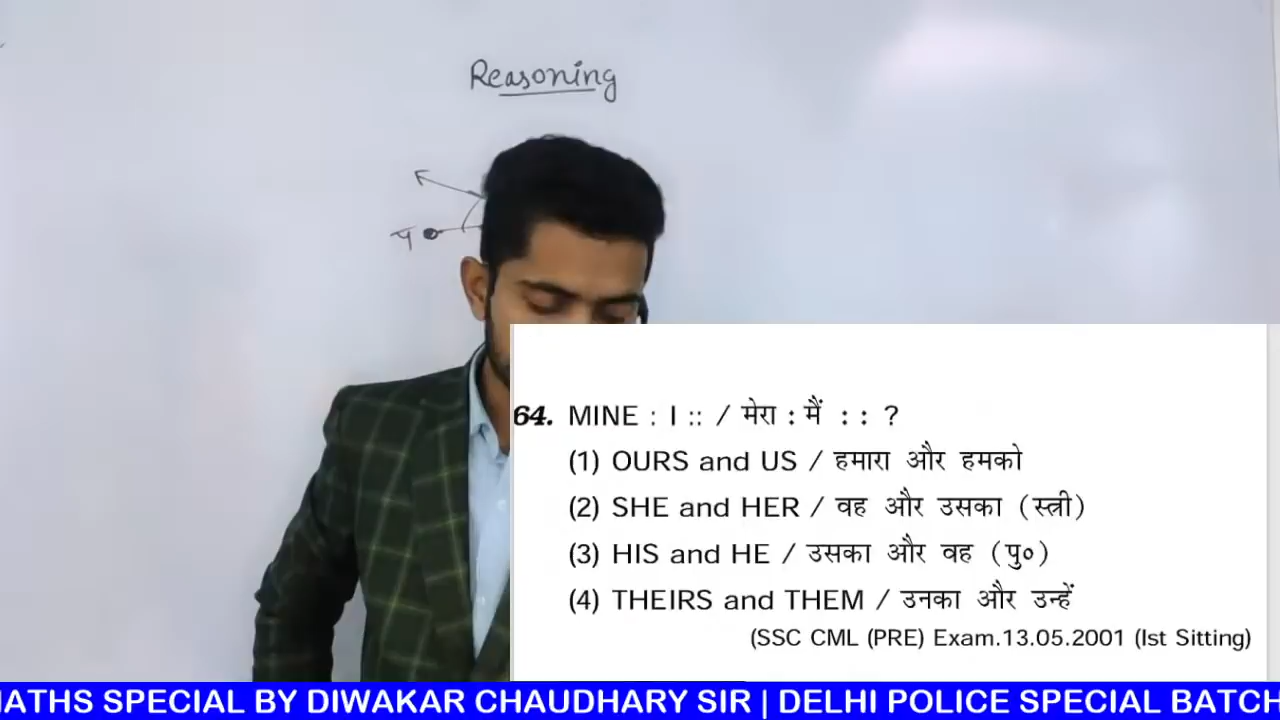 Reasoning
प
64. MINE : I :: / मेरा : मैं : : ?
(1) OURS and US / हमारा और हमको
(2) SHE and HER / वह और उसका (स्त्री)
(3) HIS and HE / उसका और वह (पु०)
(4) THEIRS and THEM / उनका और उन्हें
(SSC CML (PRE) Exam.13.05.2001 (Ist Sitting)
MATHS SPECIAL BY DIWAKAR CHAUDHARY SIR | DELHI POLICE SPECIAL BATCH